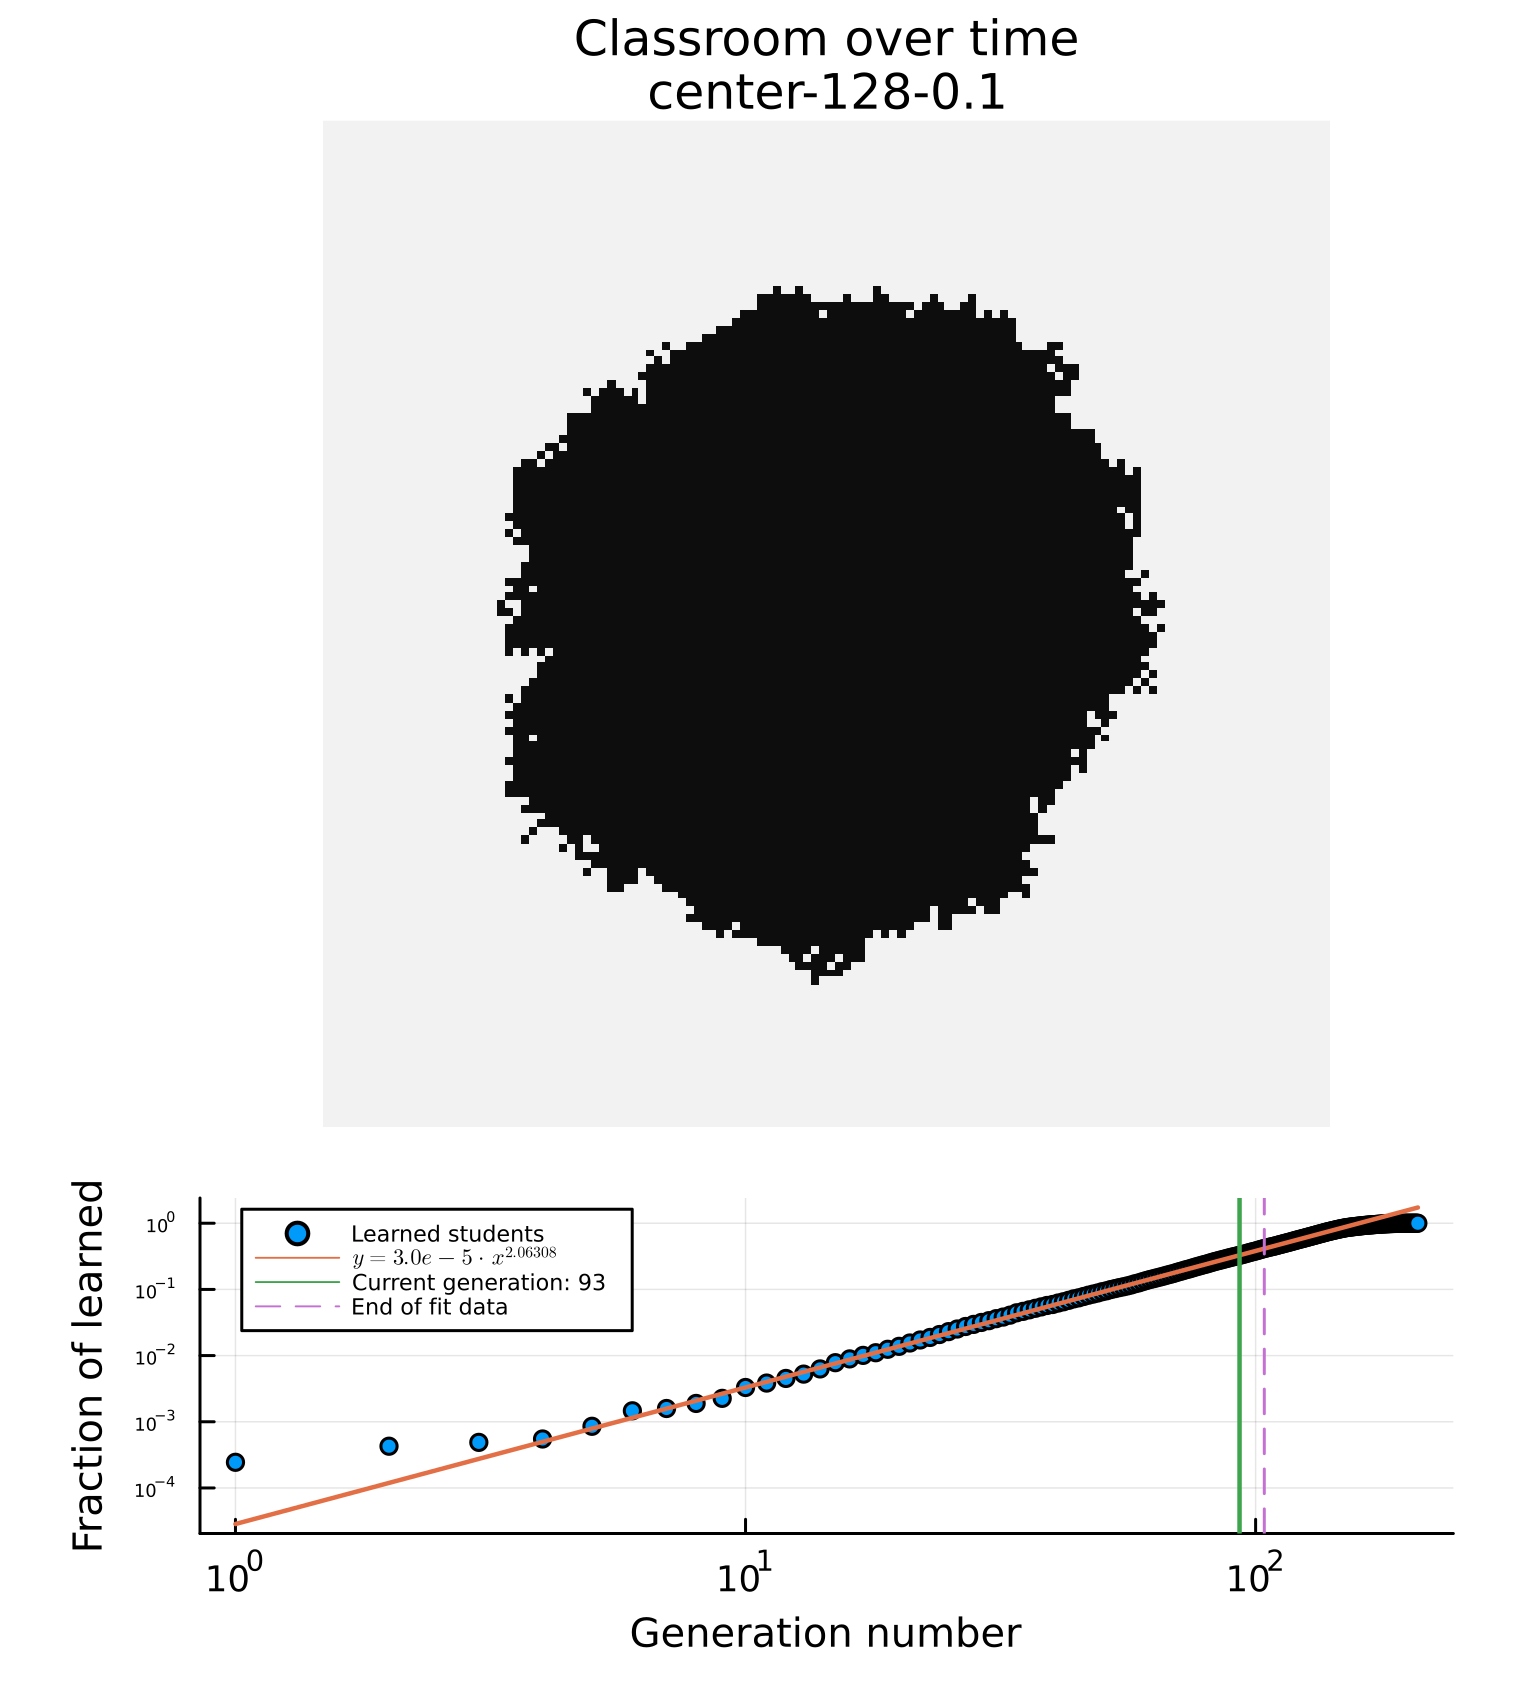 Classroom over time
center-128-0.1
Fraction of learned
10^0
10^-1
10^-2
10^-3
10^-4
Learned students
y = 3.0e − 5 · x^2.06308
Current generation: 93
End of fit data
10^0 10^1 10^2
Generation number